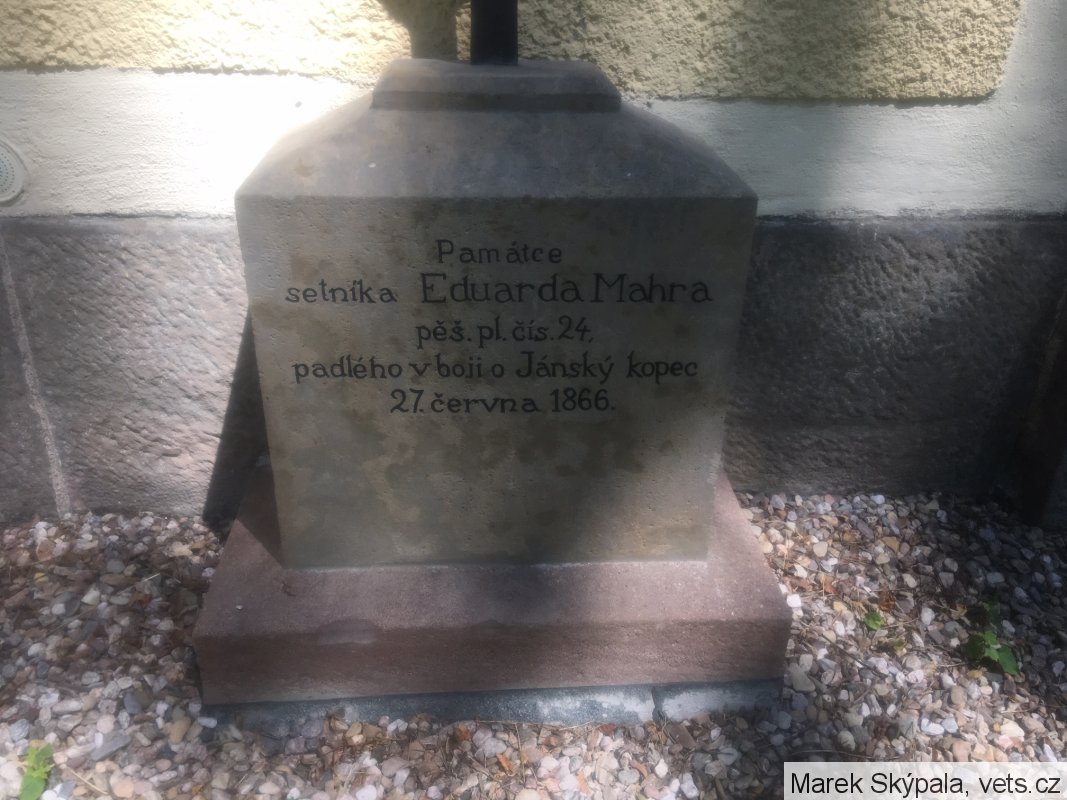 Památce
setníka Eduarda Mahra
pěš. pl. čís. 24,
padlého v boji o Jánský kopec
27. června 1866.
Marek Skýpala, vets.cz